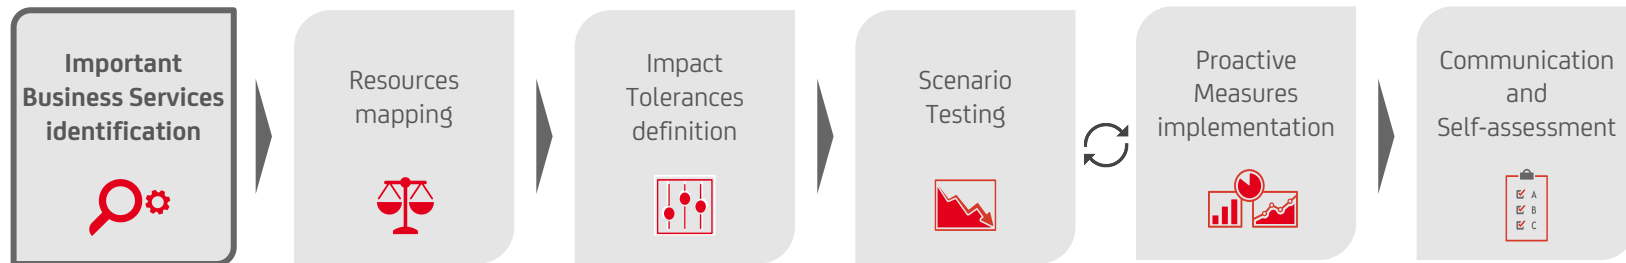 Important
Business Services
identification
Resources
mapping
Impact
Tolerances
definition
Scenario
Testing
Proactive
Measures
implementation
Communication
and
Self-assessment
A
B
C